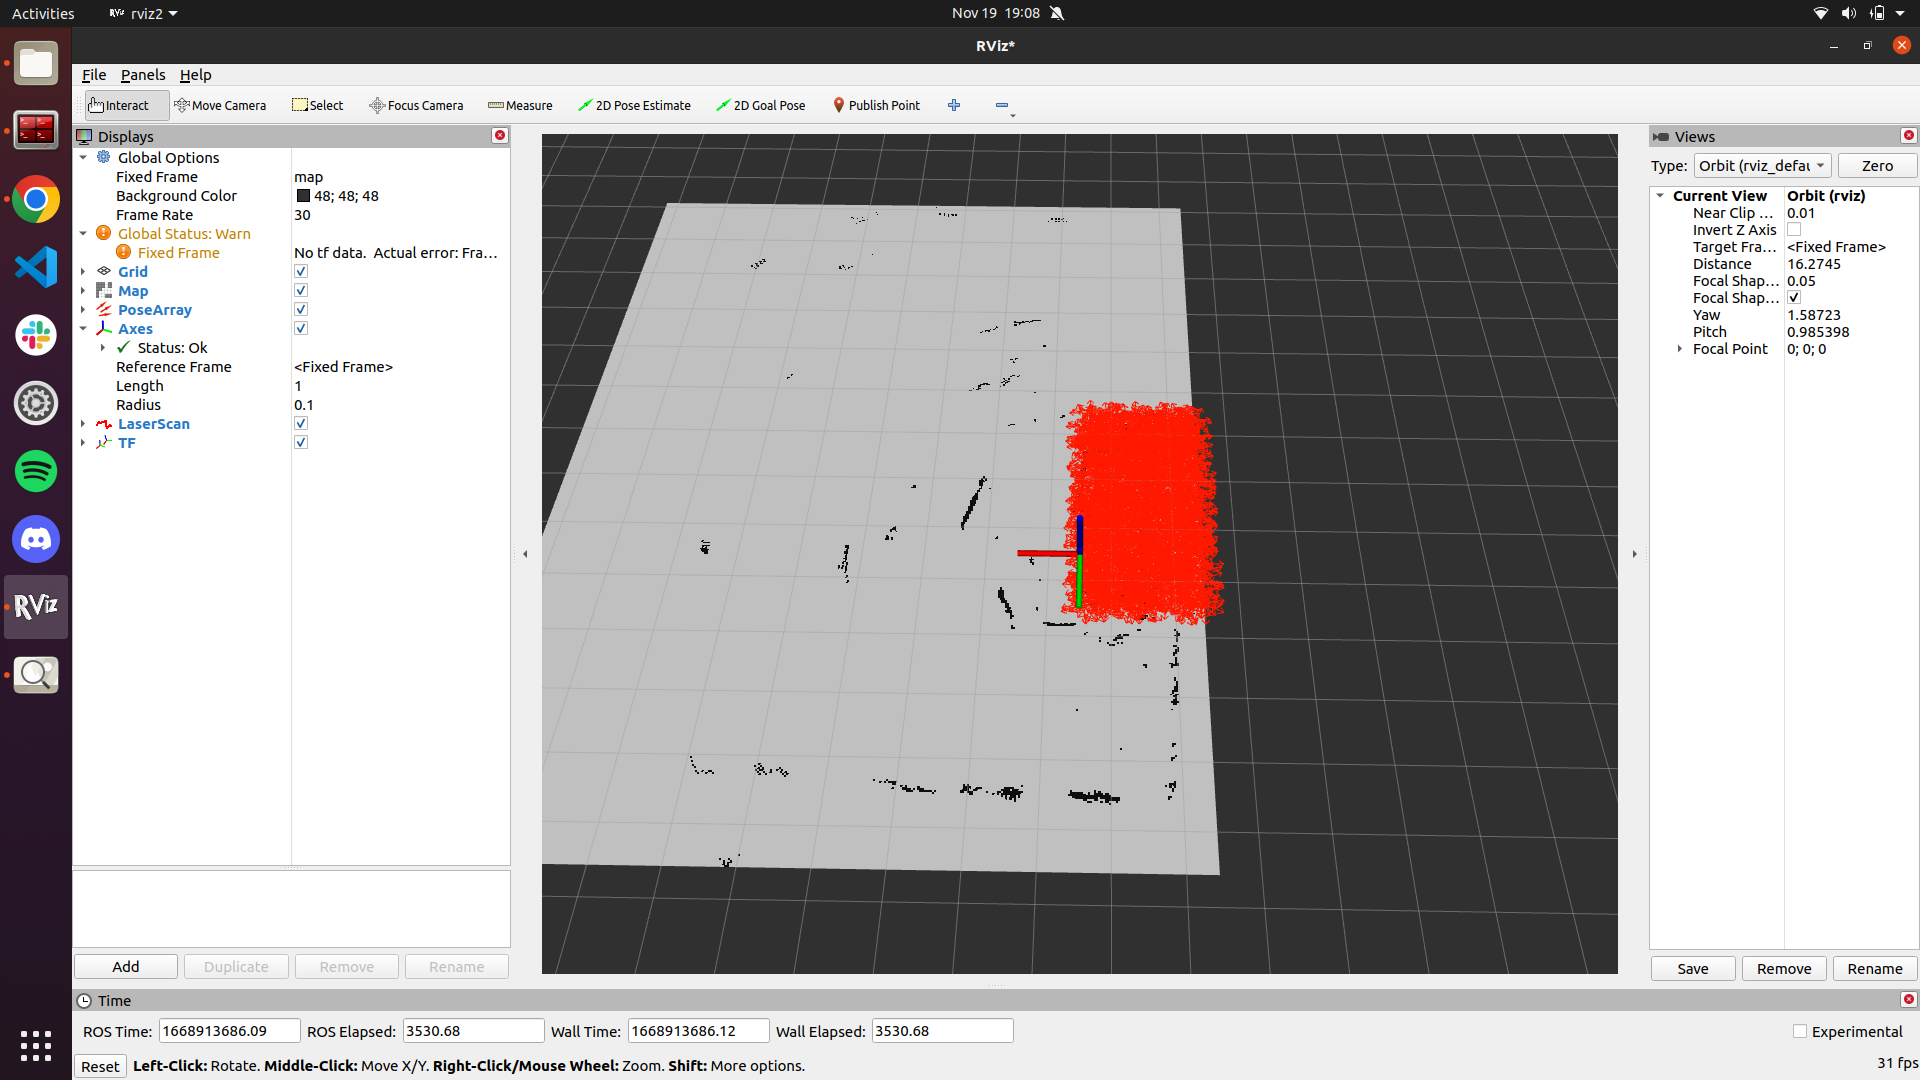 Activities rviz2 Nov 19 19:08
RViz*
File Panels Help
Interact Move Camera Select Focus Camera Measure 2D Pose Estimate 2D Goal Pose Publish Point
Displays
Global Options
Fixed Frame map
Background Color 48; 48; 48
Frame Rate 30
Global Status: Warn
Fixed Frame No tf data. Actual error: Fra...
Grid
Map
PoseArray
Axes
Status: Ok
Reference Frame <Fixed Frame>
Length 1
Radius 0.1
LaserScan
TF
Add Duplicate Remove Rename
RViz
Views
Type: Orbit (rviz_defau Zero
Current View Orbit (rviz)
Near Clip ... 0.01
Invert Z Axis
Target Fra... <Fixed Frame>
Distance 16.2745
Focal Shap... 0.05
Focal Shap...
Yaw 1.58723
Pitch 0.985398
Focal Point 0; 0; 0
Save Remove Rename
Time
ROS Time: 1668913686.09 ROS Elapsed: 3530.68 Wall Time: 1668913686.12 Wall Elapsed: 3530.68 Experimental
Reset Left-Click: Rotate. Middle-Click: Move X/Y. Right-Click/Mouse Wheel: Zoom. Shift: More options. 31 fps